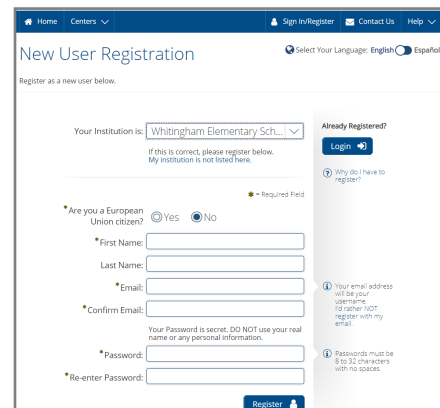 Home Centers Sign In/Register Contact Us Help
New User Registration
Select Your Language: English Español
Register as a new user below.
Your Institution is: Whitingham Elementary Sch...
If this is correct, please register below.
My institution is not listed here.
Already Registered?
Login
Why do I have to
register?
* = Required Field
*Are you a European
Union citizen? Yes No
*First Name:
Last Name:
*Email:
Your email address
will be your
username.
I'd rather NOT
register with my
email.
*Confirm Email:
Your Password is secret. DO NOT use your real
name or any personal information.
*Password:
Passwords must be
8 to 32 characters
with no spaces
*Re-enter Password:
Register